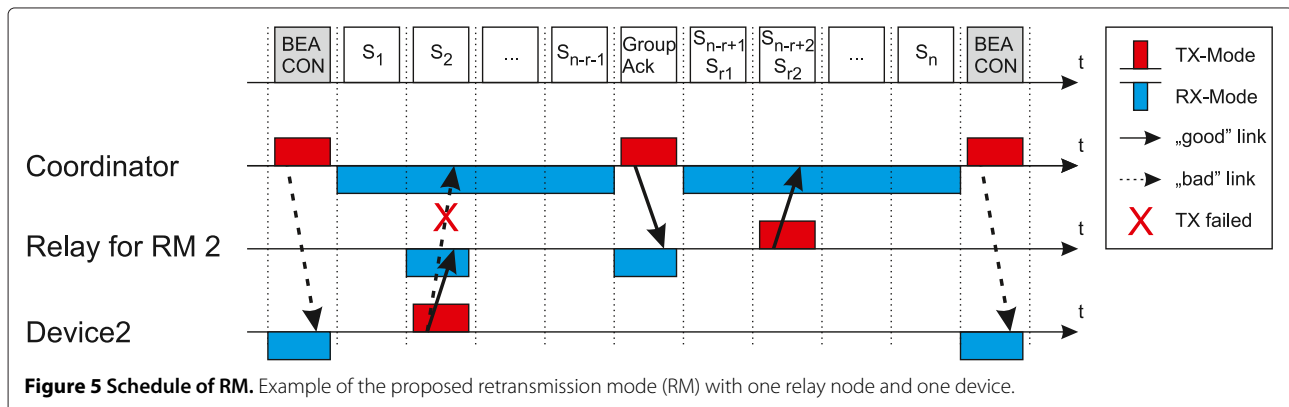 BEA
CON
S1
S2
...
Sn-r-1
Group
Ack
Sn-r+1
Sr1
Sn-r+2
Sr2
...
Sn
BEA
CON
t
TX-Mode
RX-Mode
„good” link
„bad” link
X TX failed
Coordinator
t
X
Relay for RM 2
t
Device2
t
Figure 5 Schedule of RM. Example of the proposed retransmission mode (RM) with one relay node and one device.